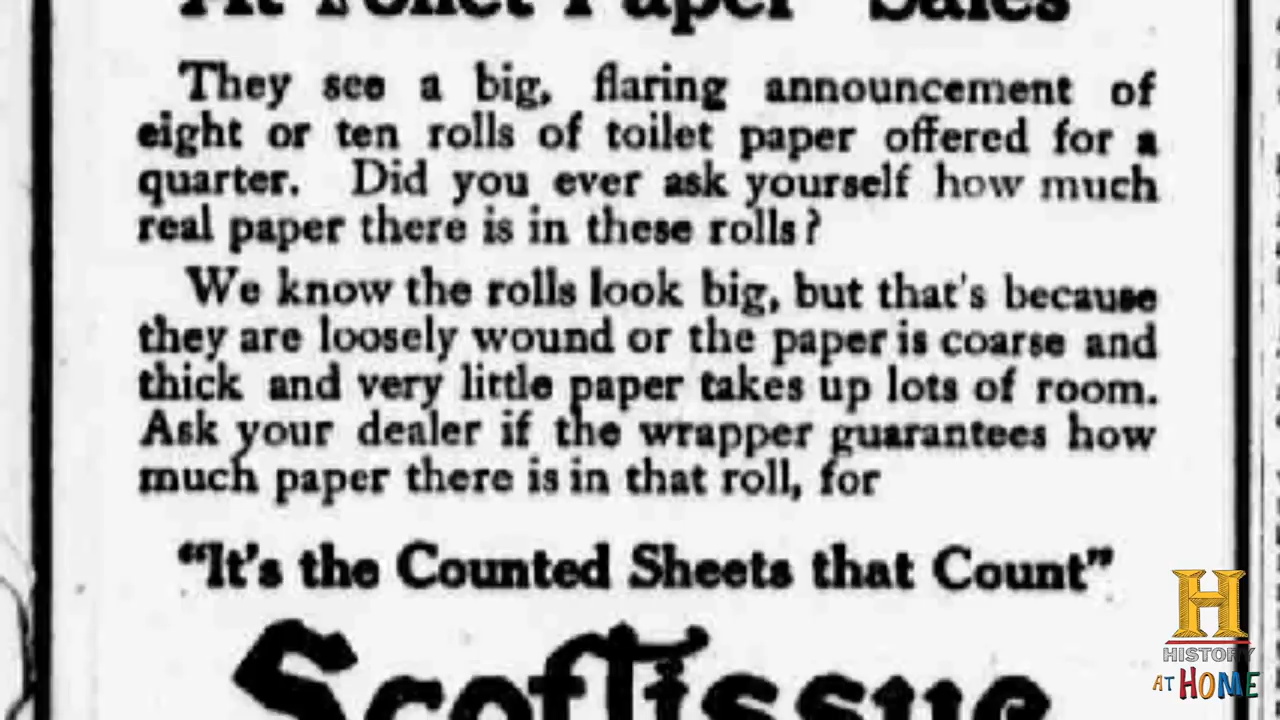 At Toilet Paper "Sales"
They see a big, flaring announcement of
eight or ten rolls of toilet paper offered for a
quarter. Did you ever ask yourself how much
real paper there is in these rolls?
We know the rolls look big, but that's because
they are loosely wound or the paper is coarse and
thick and very little paper takes up lots of room.
Ask your dealer if the wrapper guarantees how
much paper there is in that roll, for
"It's the Counted Sheets that Count"
ScotTissue
H
HISTORY
AT HOME